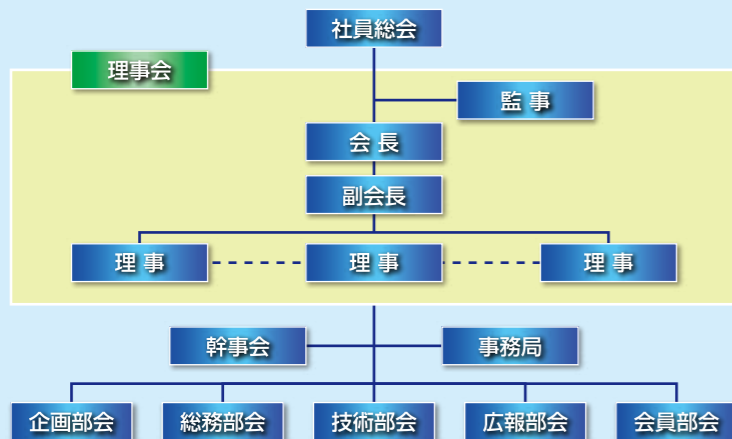 社員総会
理事会
監 事
会 長
副会長
理 事
理 事
理 事
幹事会
事務局
企画部会
総務部会
技術部会
広報部会
会員部会